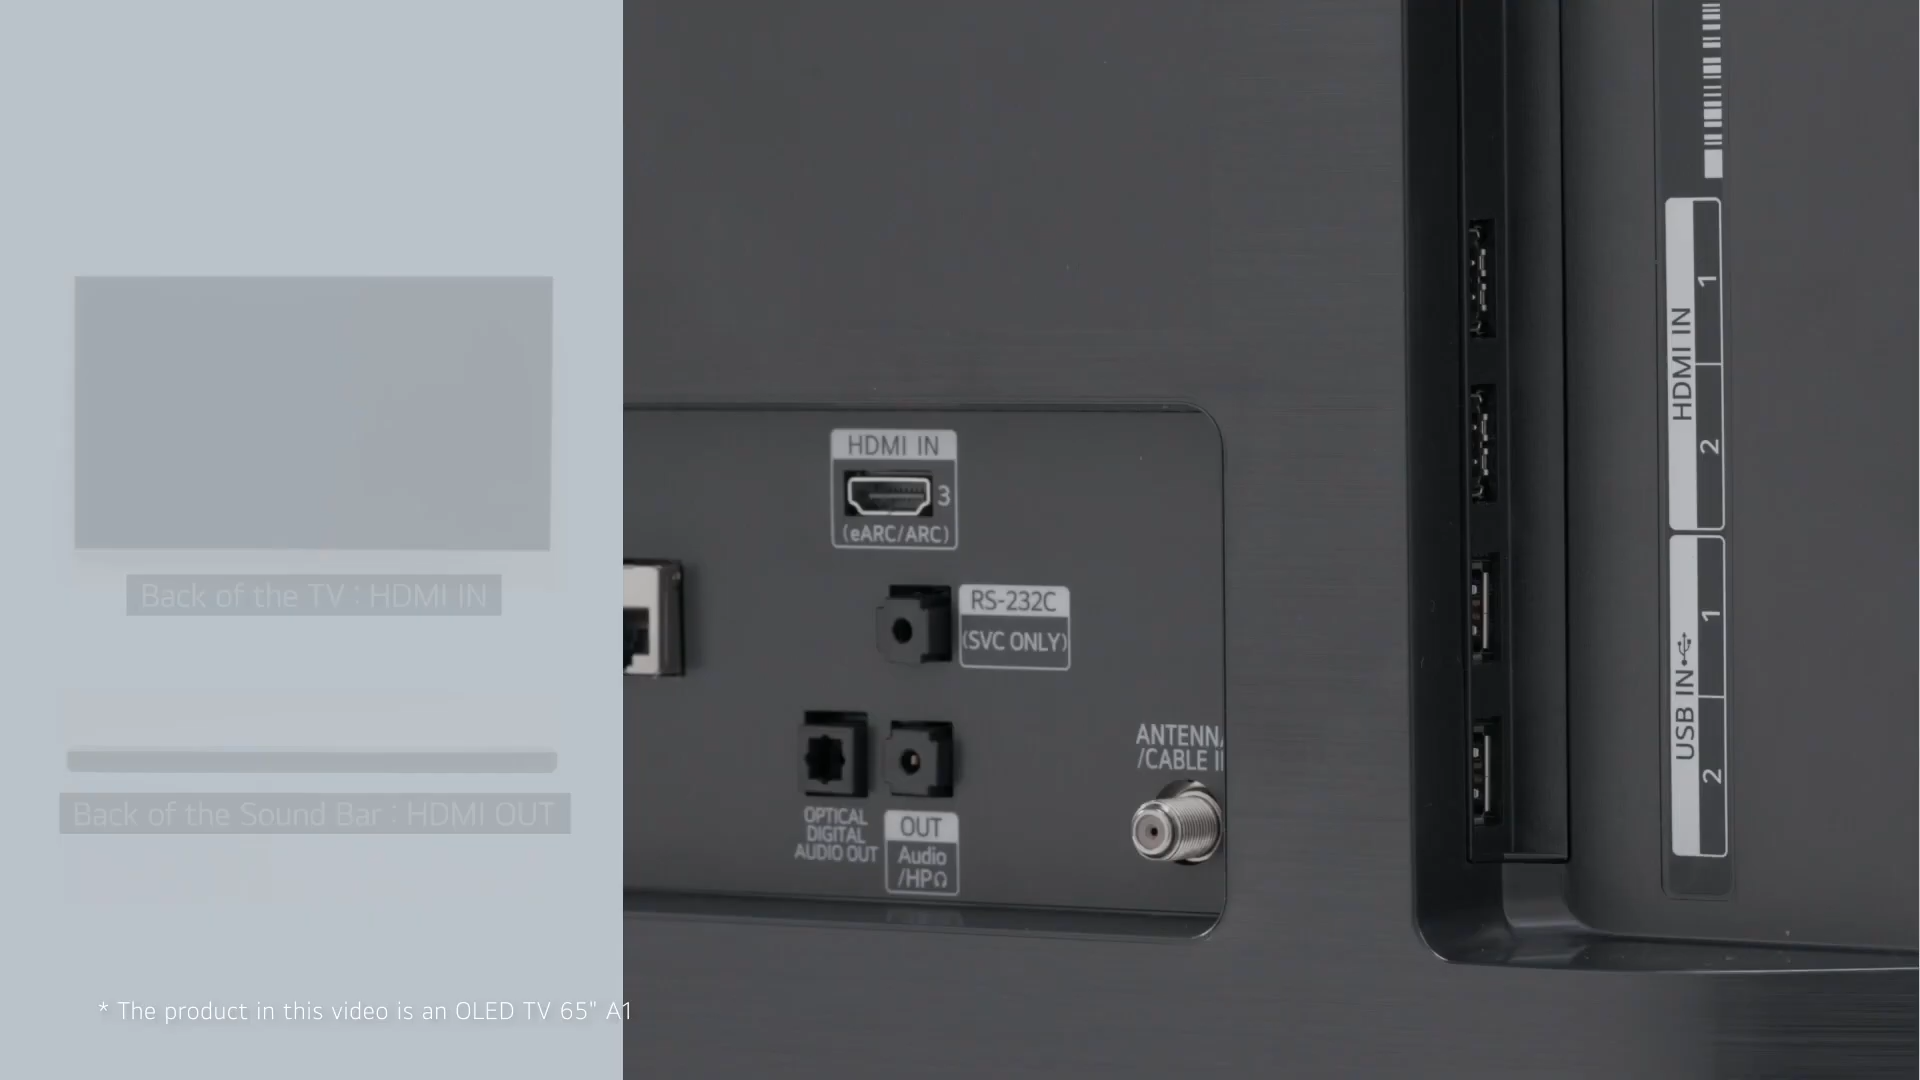 Back of the TV : HDMI IN
Back of the Sound Bar : HDMI OUT
* The product in this video is an OLED TV 65" A1
HDMI IN
3
(eARC/ARC)
RS-232C
(SVC ONLY)
OPTICAL
DIGITAL
AUDIO OUT
OUT
Audio
/HP
ANTENNA
/CABLE I
HDMI IN
1
2
USB IN
1
2